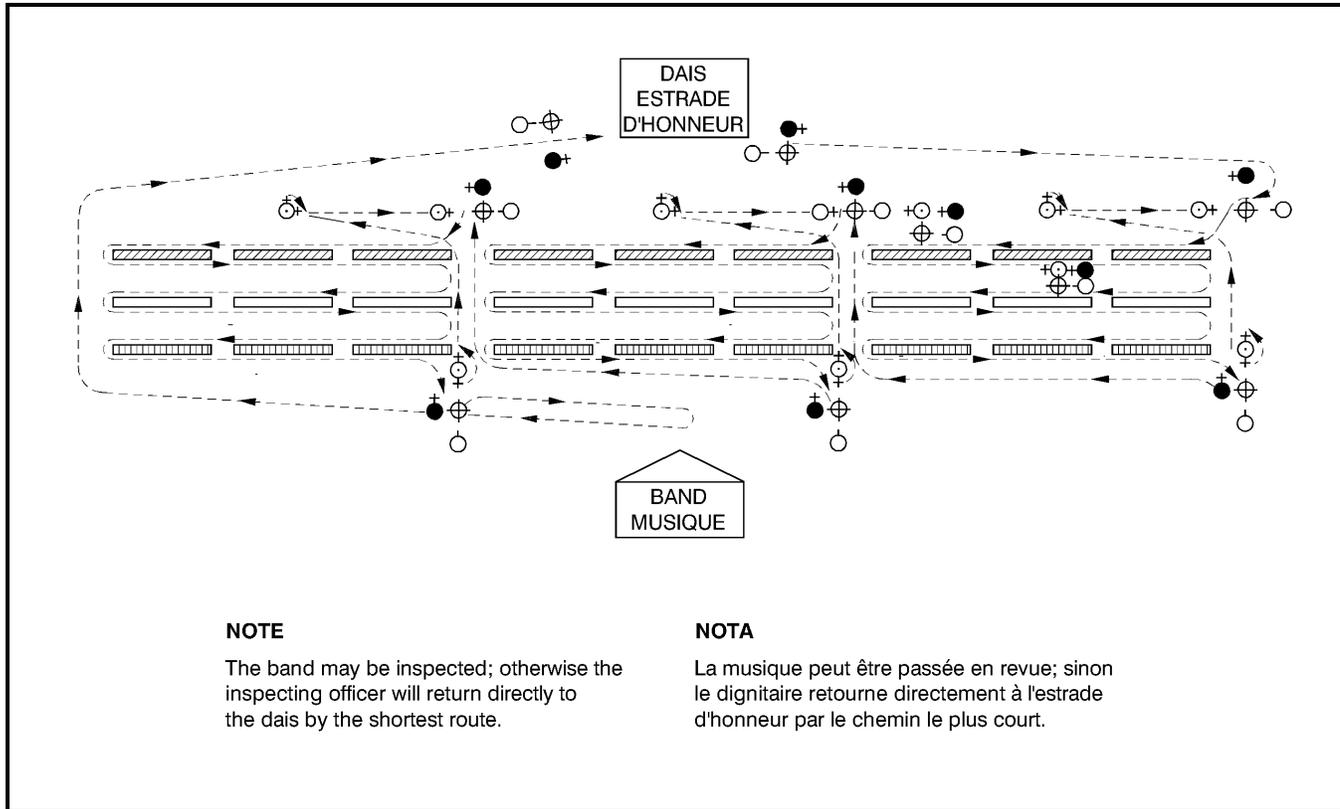 DAIS
ESTRADE
D'HONNEUR
BAND
MUSIQUE
NOTE
The band may be inspected; otherwise the
inspecting officer will return directly to
the dais by the shortest route.
NOTA
La musique peut être passée en revue; sinon
le dignitaire retourne directement à l'estrade
d'honneur par le chemin le plus court.